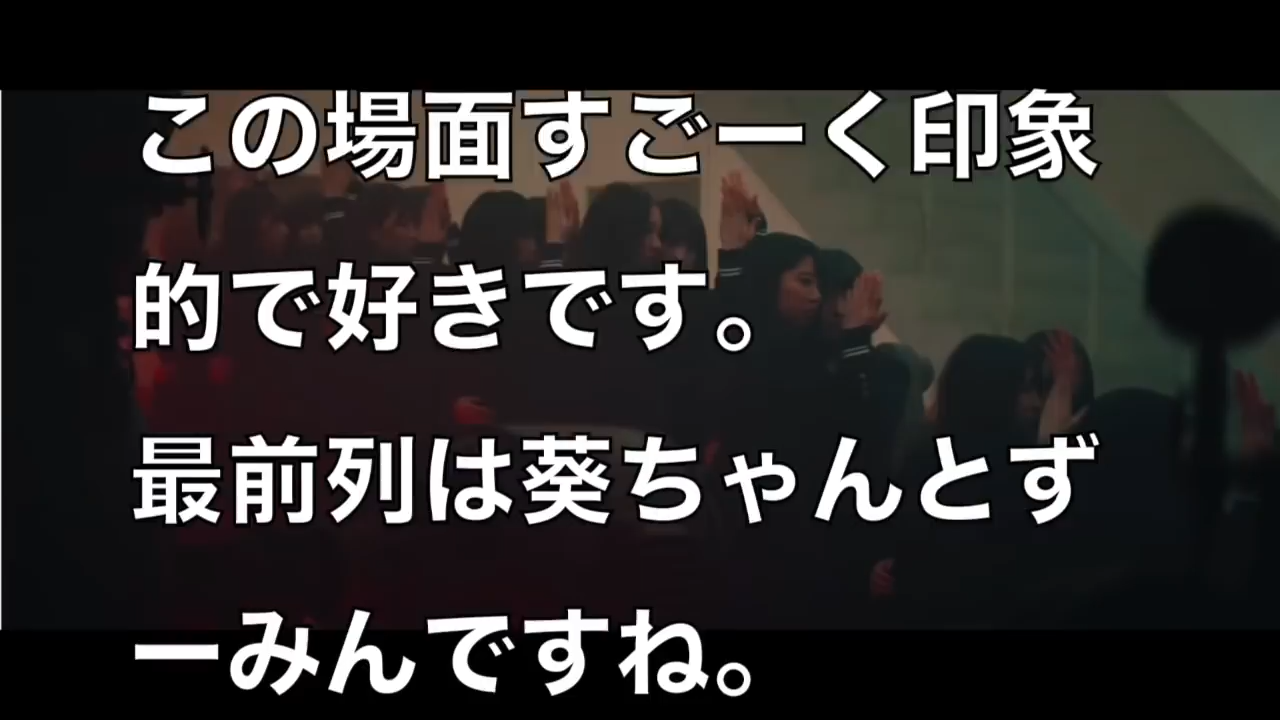 この場面すごーく印象
的で好きです。
最前列は葵ちゃんとず
ーみんですね。